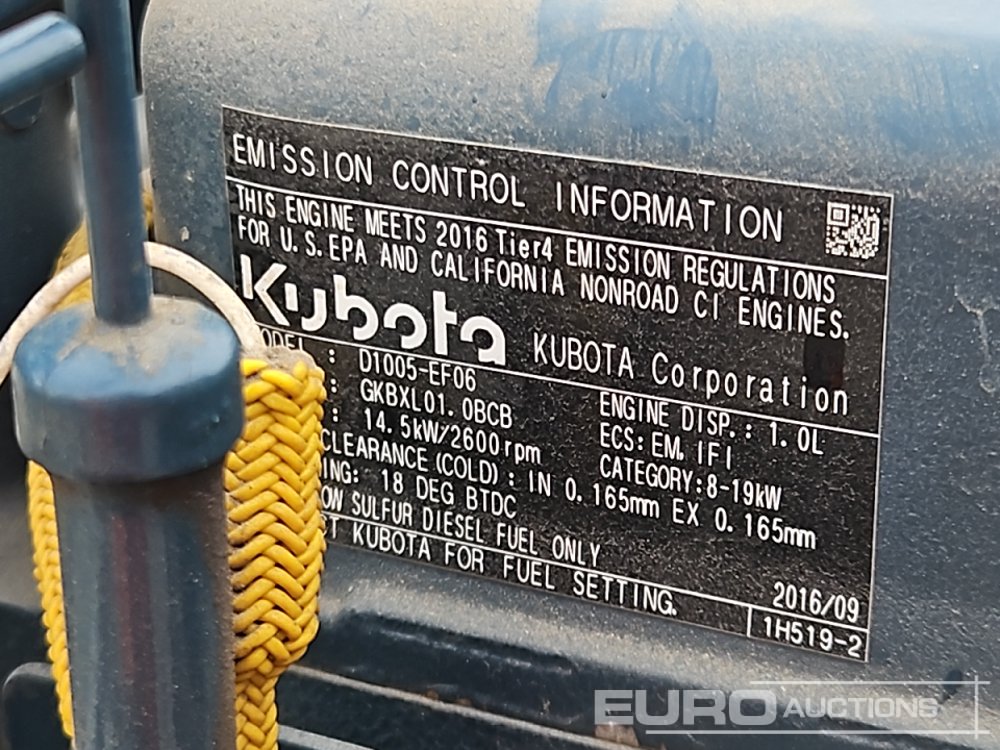 EMISSION CONTROL INFORMATION
THIS ENGINE MEETS 2016 Tier4 EMISSION REGULATIONS
FOR U.S.EPA AND CALIFORNIA NONROAD CI ENGINES.
Kubota KUBOTA Corporation
: D1005-EF06 ENGINE DISP.: 1.0L
: GKBXL01.0BCB ECS:EM.IFI
: 14.5kW/2600rpm CATEGORY:8-19kW
CLEARANCE(COLD): IN 0.165mm EX 0.165mm
: 18 DEG BTDC
SULFUR DIESEL FUEL ONLY
KUBOTA FOR FUEL SETTING.
2016/09
1H519-2
EURO AUCTIONS